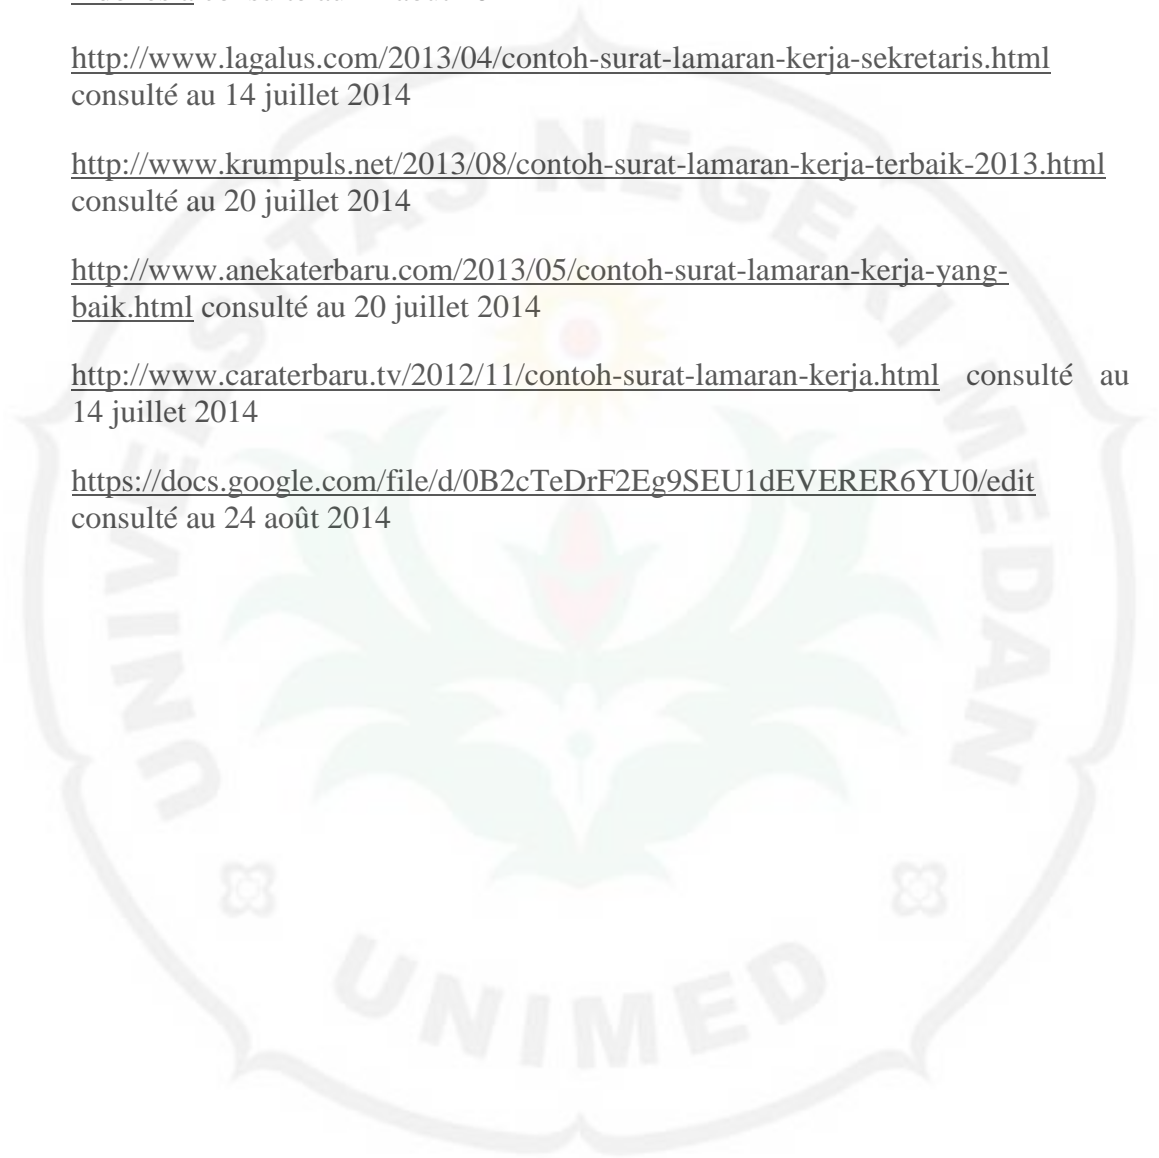 http://www.lagalus.com/2013/04/contoh-surat-lamaran-kerja-sekretaris.html
consulté au 14 juillet 2014
http://www.krumpuls.net/2013/08/contoh-surat-lamaran-kerja-terbaik-2013.html
consulté au 20 juillet 2014
http://www.anekaterbaru.com/2013/05/contoh-surat-lamaran-kerja-yang-
baik.html consulté au 20 juillet 2014
http://www.caraterbaru.tv/2012/11/contoh-surat-lamaran-kerja.html consulté au
14 juillet 2014
https://docs.google.com/file/d/0B2cTeDrF2Eg9SEU1dEVERER6YU0/edit
consulté au 24 août 2014
UNIVERSITAS NEGERI MEDAN
UNIMED